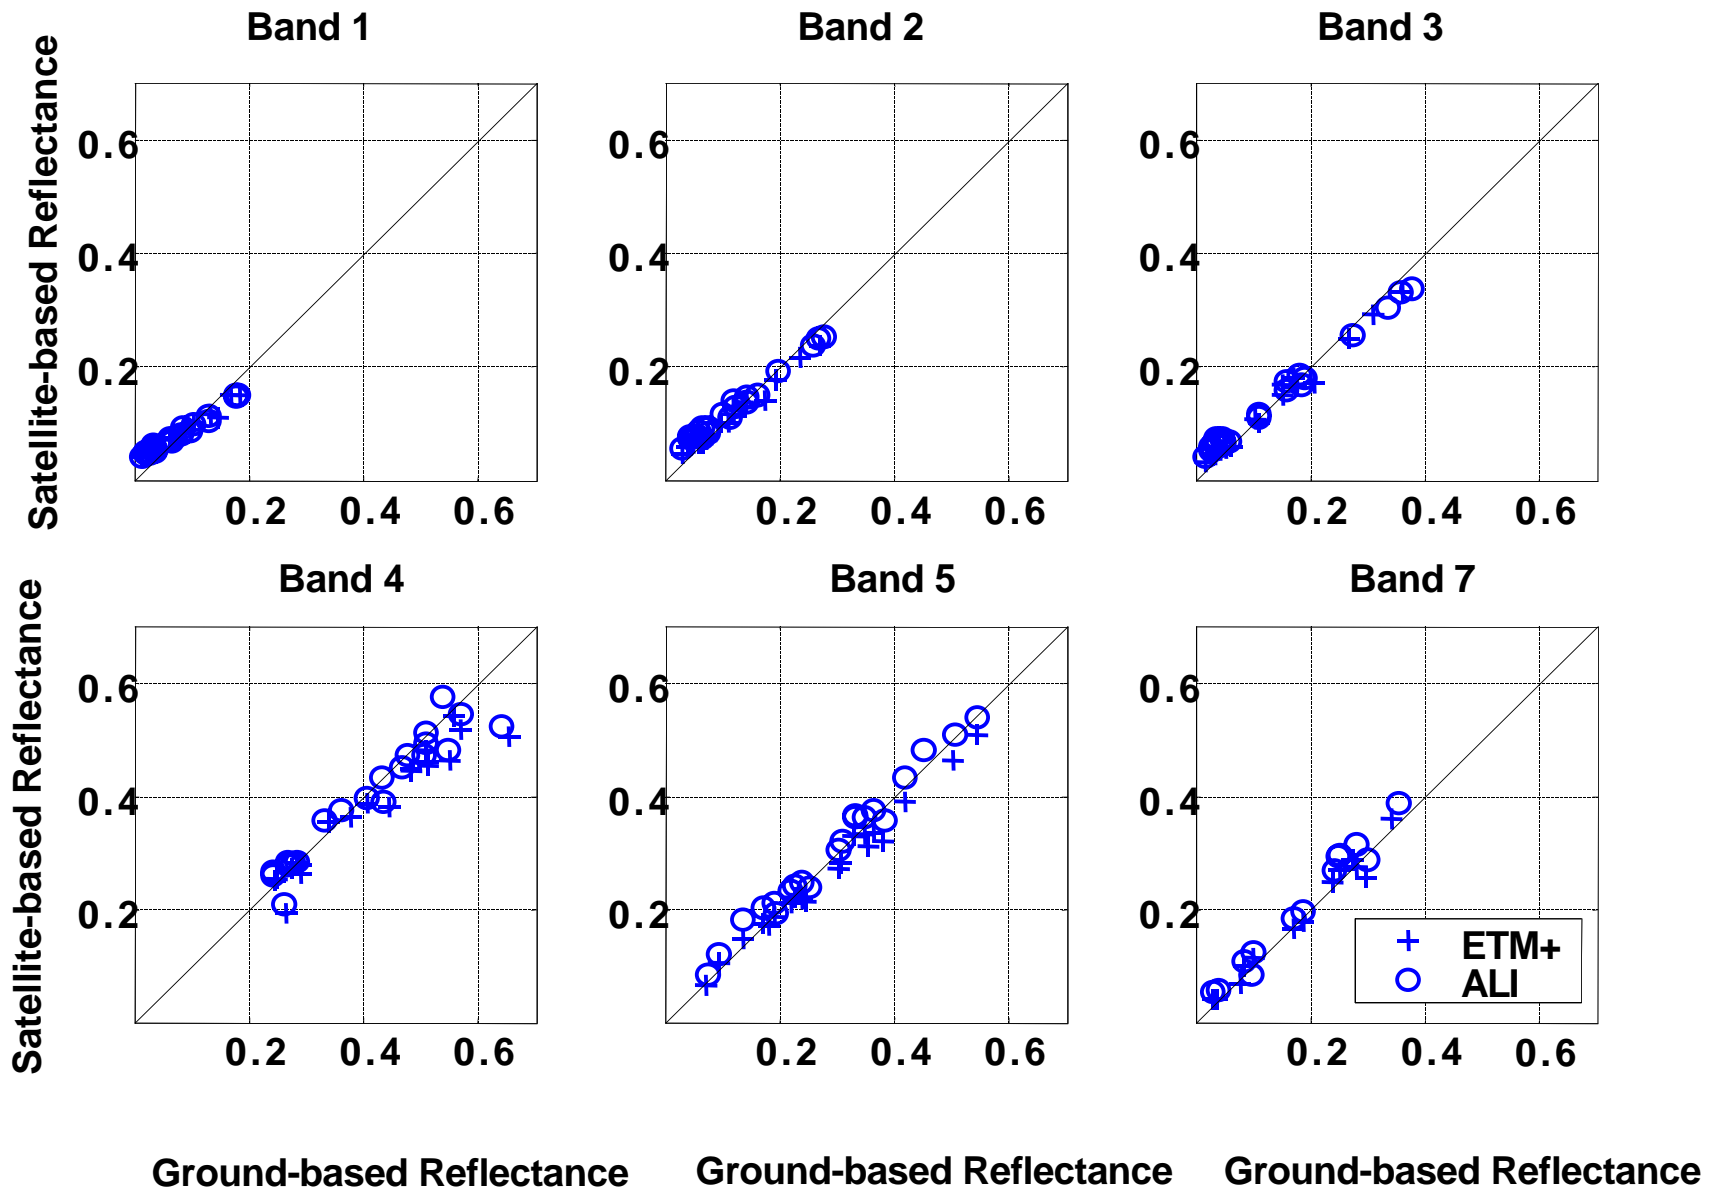 Band 1 Band 2 Band 3
Satellite-based Reflectance
0.6 0.6 0.6
0.4 0.4 0.4
0.2 0.2 0.2
0.2 0.4 0.6 0.2 0.4 0.6 0.2 0.4 0.6
Band 4 Band 5 Band 7
Satellite-based Reflectance
0.6 0.6 0.6
0.4 0.4 0.4
0.2 0.2 0.2
ETM+
ALI
0.2 0.4 0.6 0.2 0.4 0.6 0.2 0.4 0.6
Ground-based Reflectance Ground-based Reflectance Ground-based Reflectance